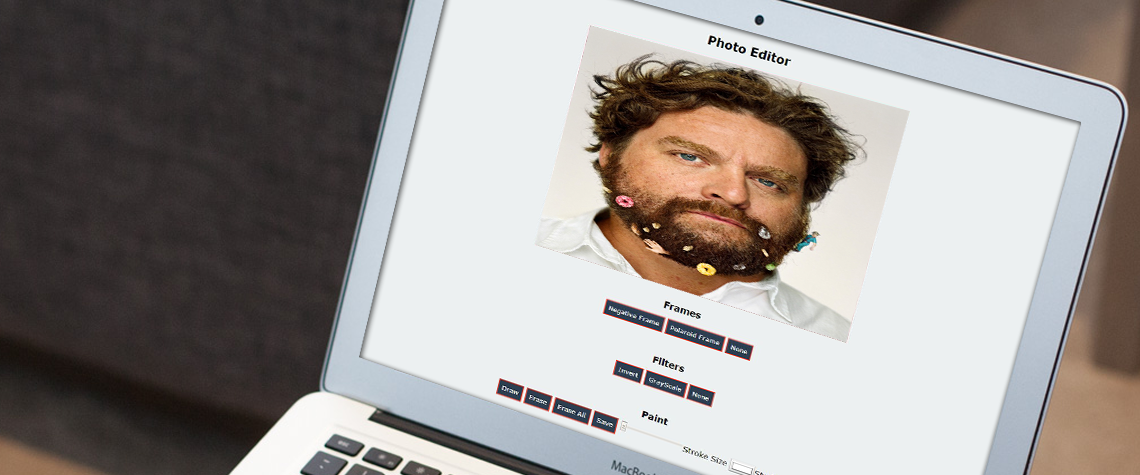 Photo Editor
Frames
Negative Frame Polaroid Frame None
Filters
Invert GrayScale None
Paint
Draw Erase Erase All Save
Stroke Size
esc